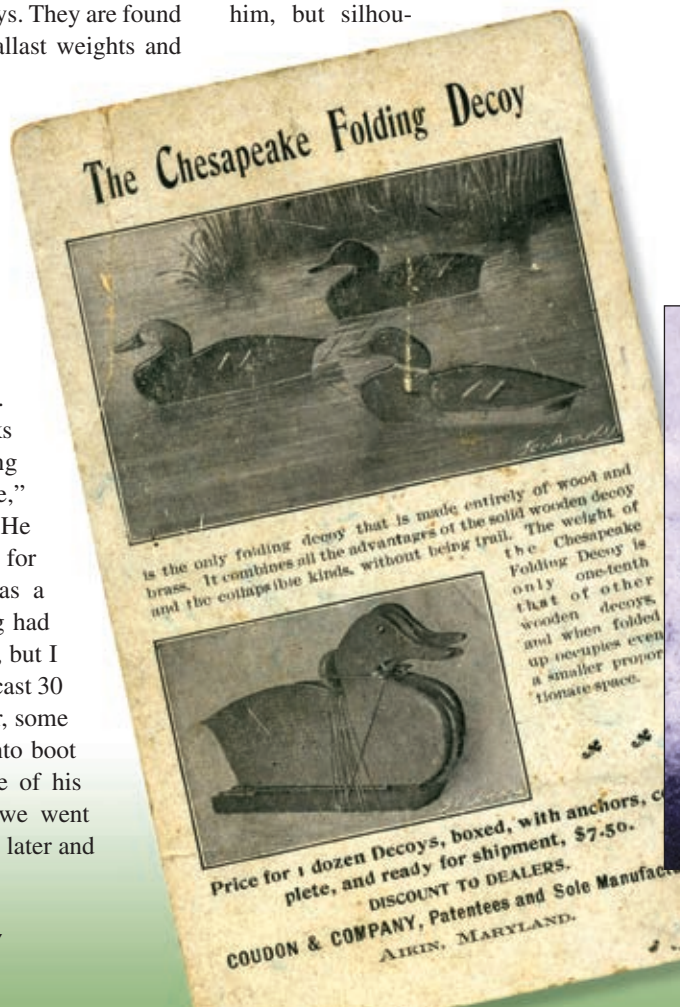 ys. They are found
allast weights and
him, but silhou-
The Chesapeake Folding Decoy
is the only folding decoy that is made entirely of wood and
brass. It combines all the advantages of the solid wooden decoy
and the collapsible kinds, without being trail. The weight of
the Chesapeake
Folding Decoy is
only one-tenth
that of other
wooden decoys,
and when folded
up occupies even
a smaller propor
tionate space.
Price for 1 dozen Decoys, boxed, with anchors, c
plete, and ready for shipment, $7.50.
DISCOUNT TO DEALERS.
COUDON & COMPANY, Patentees and Sole Manufact
AIKIN, MARYLAND.
ks
ng
e,”
He
for
as a
g had
, but I
cast 30
r, some
nto boot
e of his
we went
later and